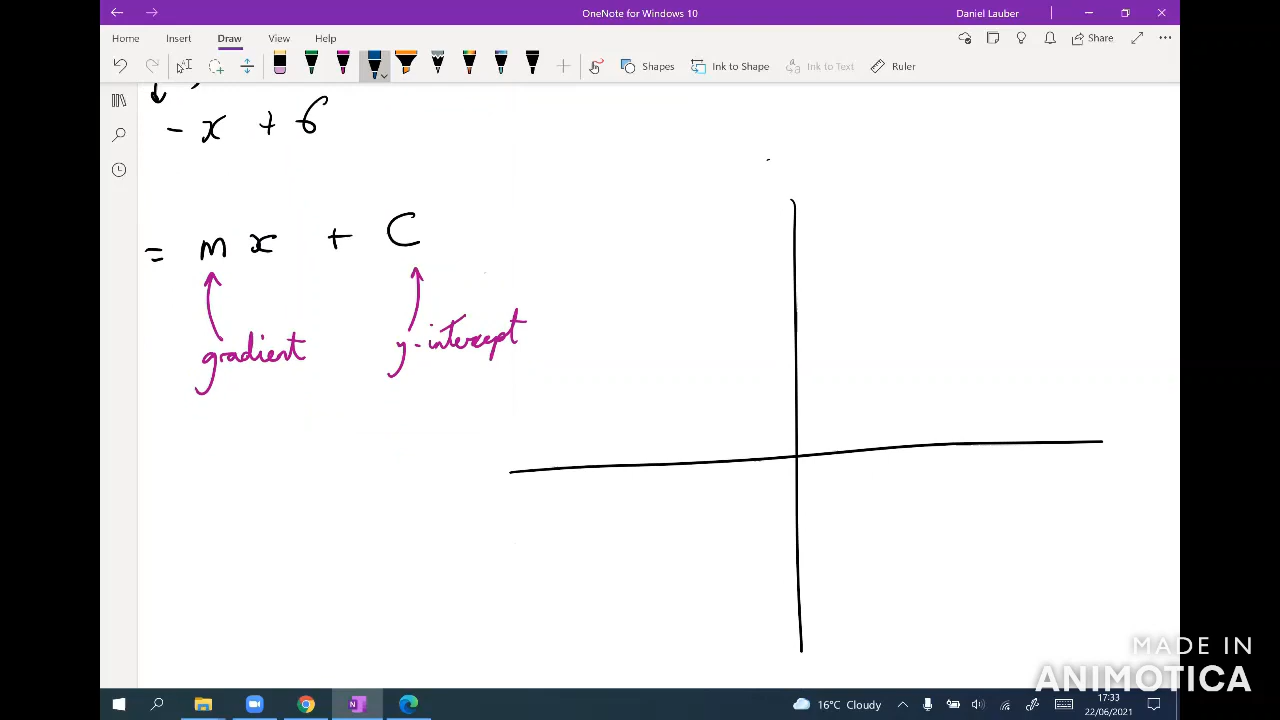 OneNote for Windows 10
Daniel Lauber
Home Insert Draw View Help
Shapes Ink to Shape Ink to Text Ruler Share
- x + 6
= m x + C
gradient y-intercept
MADE IN
ANIMOTICA
16°C Cloudy
17:33
22/06/2021